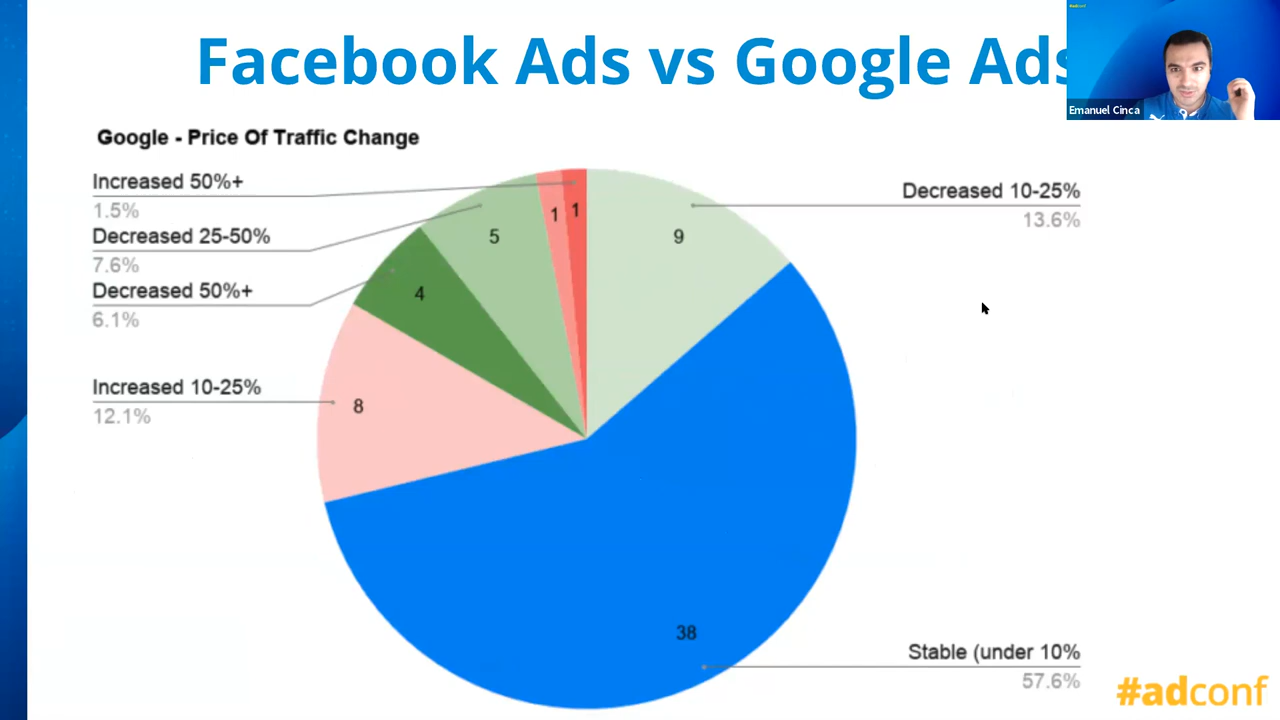 Facebook Ads vs Google Ads
#adconf
Emanuel Cinca
Google - Price Of Traffic Change
Increased 50%+
1.5%
Decreased 25-50%
7.6%
Decreased 50%+
6.1%
Increased 10-25%
12.1%
Decreased 10-25%
13.6%
1
1
5
9
4
8
38
Stable (under 10%
57.6%
#adconf